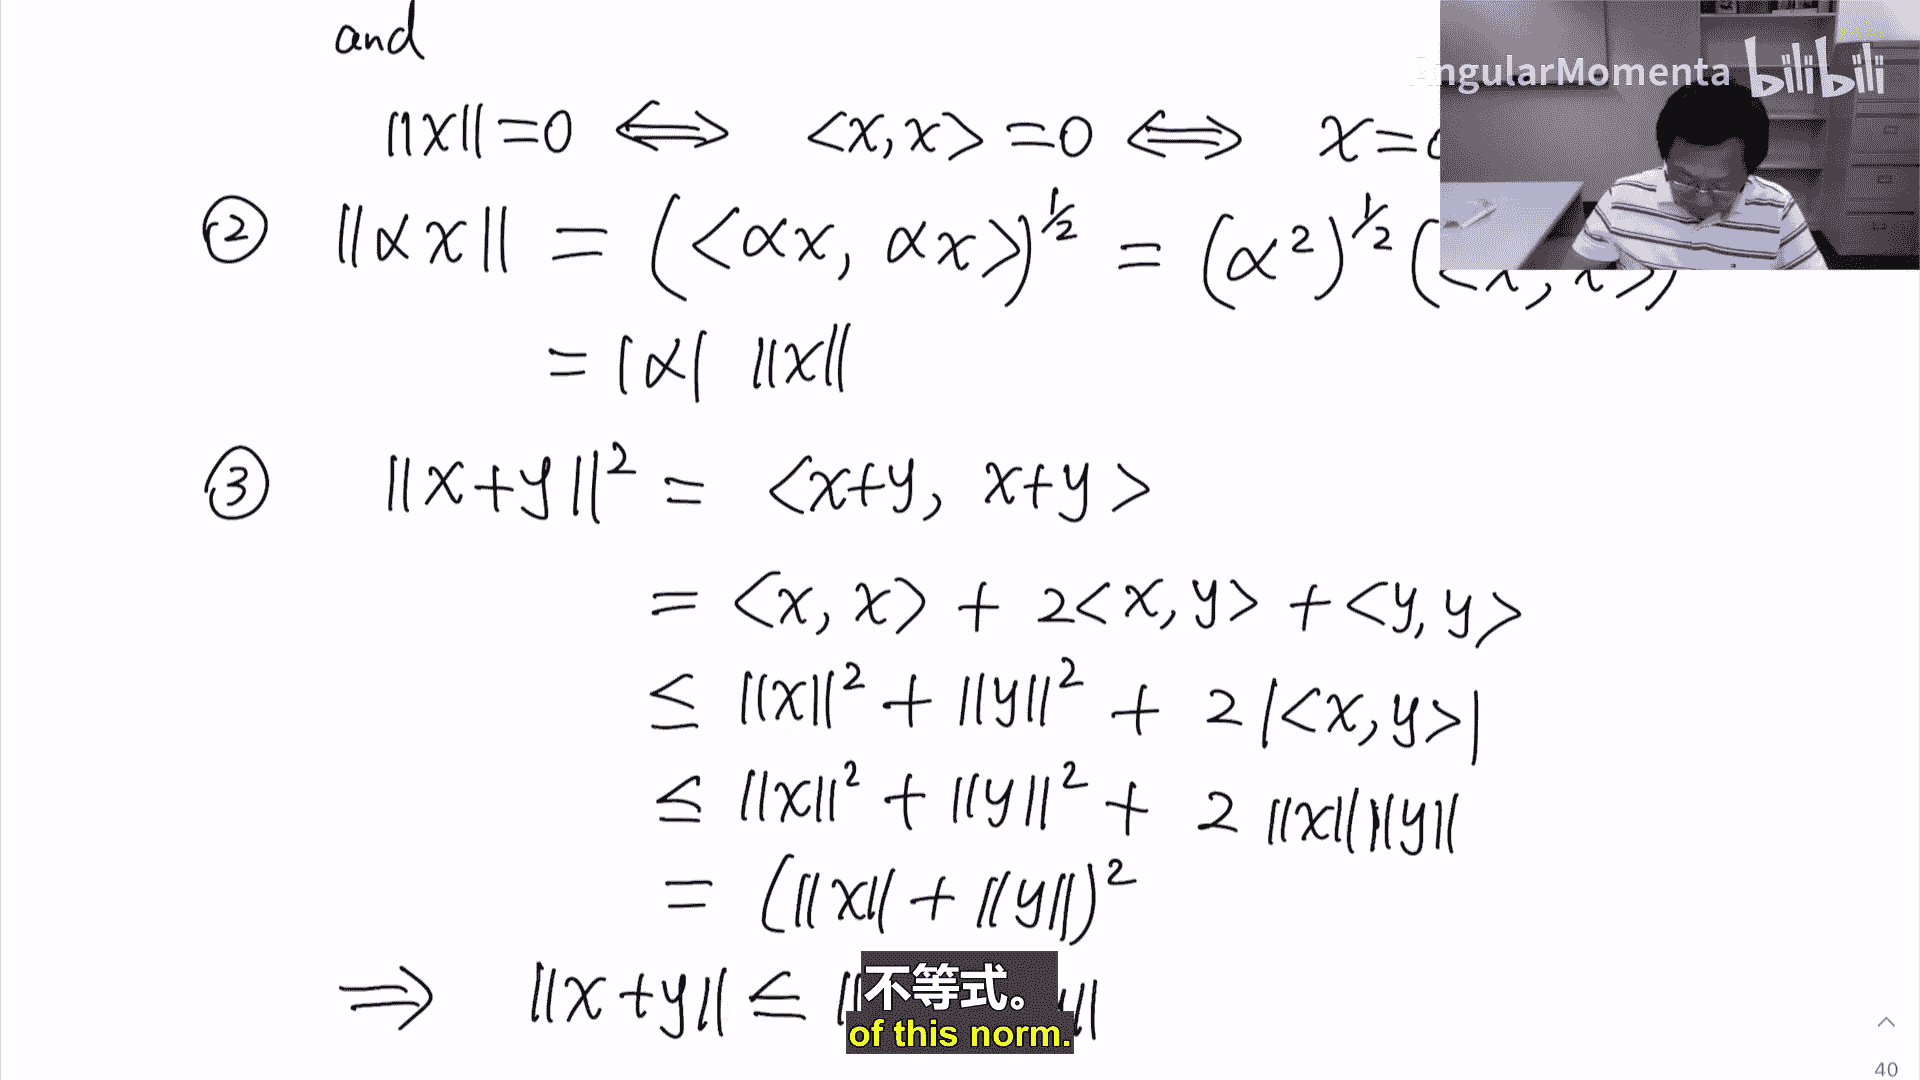 and
||x||=0 ⟺ <x,x>=0 ⟺ x=
② ||αx|| = (<αx, αx>)^½ = (α²)^½ (<x,x>)
= |α| ||x||
③ ||x+y||² = <x+y, x+y>
= <x,x> + 2<x,y> + <y,y>
≤ ||x||² + ||y||² + 2|<x,y>|
≤ ||x||² + ||y||² + 2||x||||y||
= (||x|| + ||y||)²
⟹ ||x+y|| ≤ || y||
ngularMomenta bilibili
不等式。
of this norm.
40